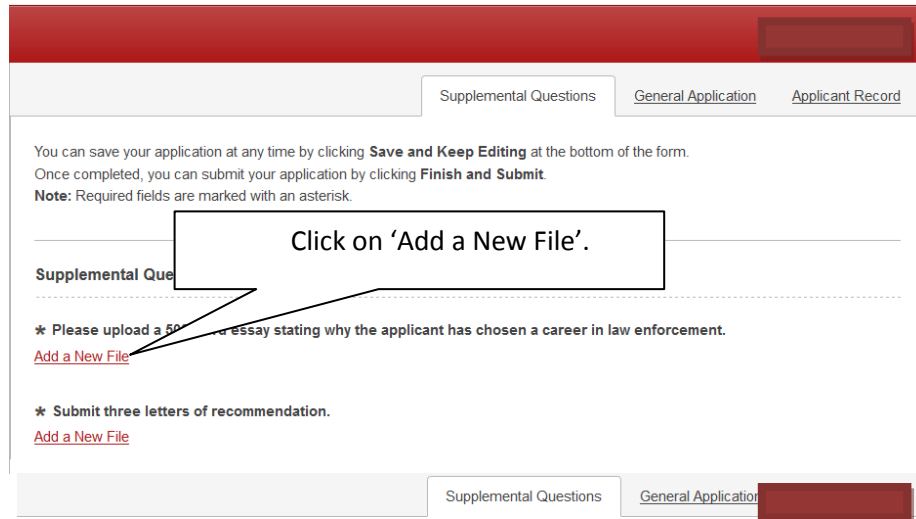 Supplemental Questions General Application Applicant Record
You can save your application at any time by clicking Save and Keep Editing at the bottom of the form.
Once completed, you can submit your application by clicking Finish and Submit.
Note: Required fields are marked with an asterisk.
Click on ‘Add a New File’.
Supplemental Que
* Please upload a essay stating why the applicant has chosen a career in law enforcement.
Add a New File
* Submit three letters of recommendation.
Add a New File
Supplemental Questions General Application